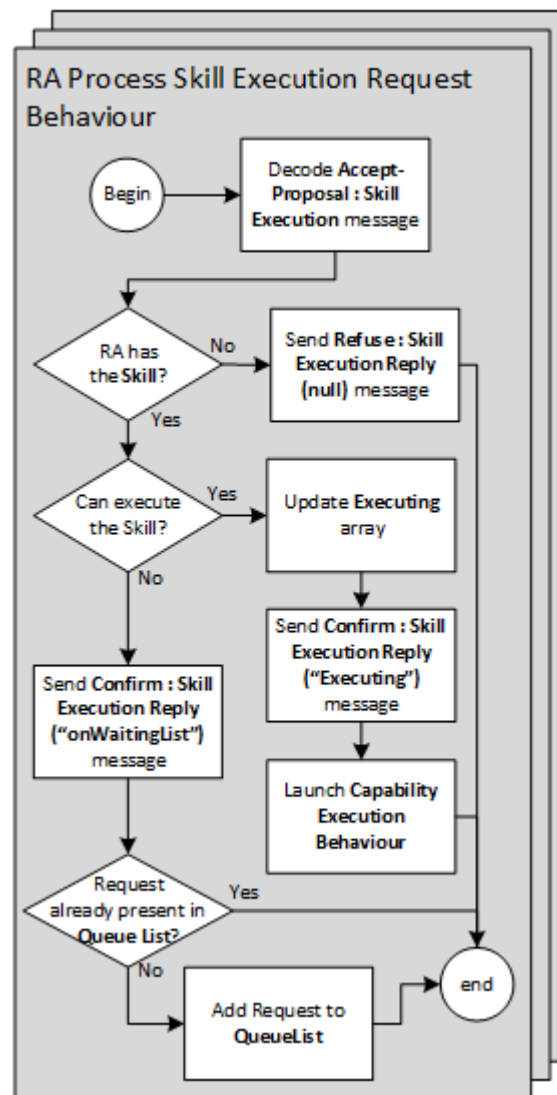 RA Process Skill Execution Request
Behaviour
Begin
Decode Accept-
Proposal : Skill
Execution message
RA has
the Skill?
No
Send Refuse : Skill
Execution Reply
(null) message
Yes
Can execute
the Skill?
Yes
Update Executing
array
No
Send Confirm : Skill
Execution Reply
(“Executing”)
message
Send Confirm : Skill
Execution Reply
(“onWaitingList”)
message
Launch Capability
Execution
Behaviour
Request
already present in
Queue List?
Yes
No
Add Request to
QueueList
end